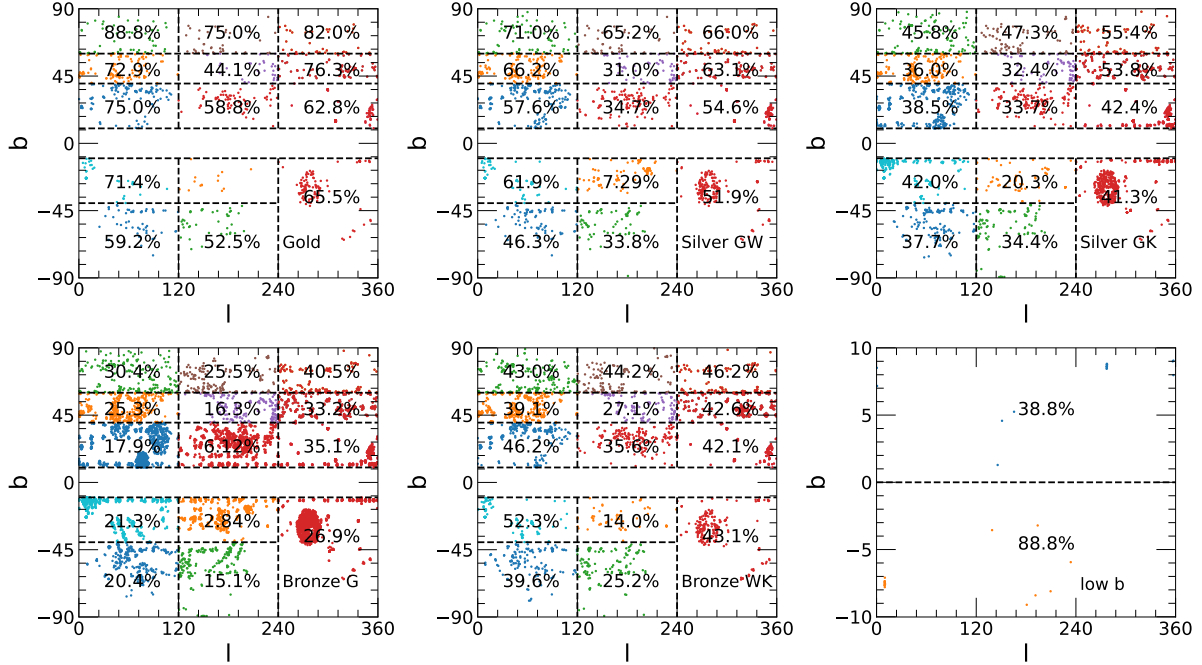 90
45
0
−45
−90
b
88.8% 75.0% 82.0%
72.9% 44.1% 76.3%
75.0% 58.8% 62.8%
71.4% 65.5%
59.2% 52.5% Gold
0 120 240 360
l
71.0% 65.2% 66.0%
66.2% 31.0% 63.1%
57.6% 34.7% 54.6%
61.9% 7.29% 51.9%
46.3% 33.8% Silver GW
90
45
0
−45
−90
b
0 120 240 360
l
45.8% 47.3% 55.4%
36.0% 32.4% 53.8%
38.5% 33.7% 42.4%
42.0% 20.3% 41.3%
37.7% 34.4% Silver GK
90
45
0
−45
−90
b
0 120 240 360
l
90
45
0
−45
−90
b
30.4% 25.5% 40.5%
25.3% 16.3% 33.2%
17.9% 6.12% 35.1%
21.3% 2.84% 26.9%
20.4% 15.1% Bronze G
0 120 240 360
l
90
45
0
−45
−90
b
43.0% 44.2% 46.2%
39.1% 27.1% 42.6%
46.2% 35.6% 42.1%
52.3% 14.0% 43.1%
39.6% 25.2% Bronze WK
0 120 240 360
l
10
5
0
−5
−10
b
38.8%
88.8%
low b
0 120 240 360
l